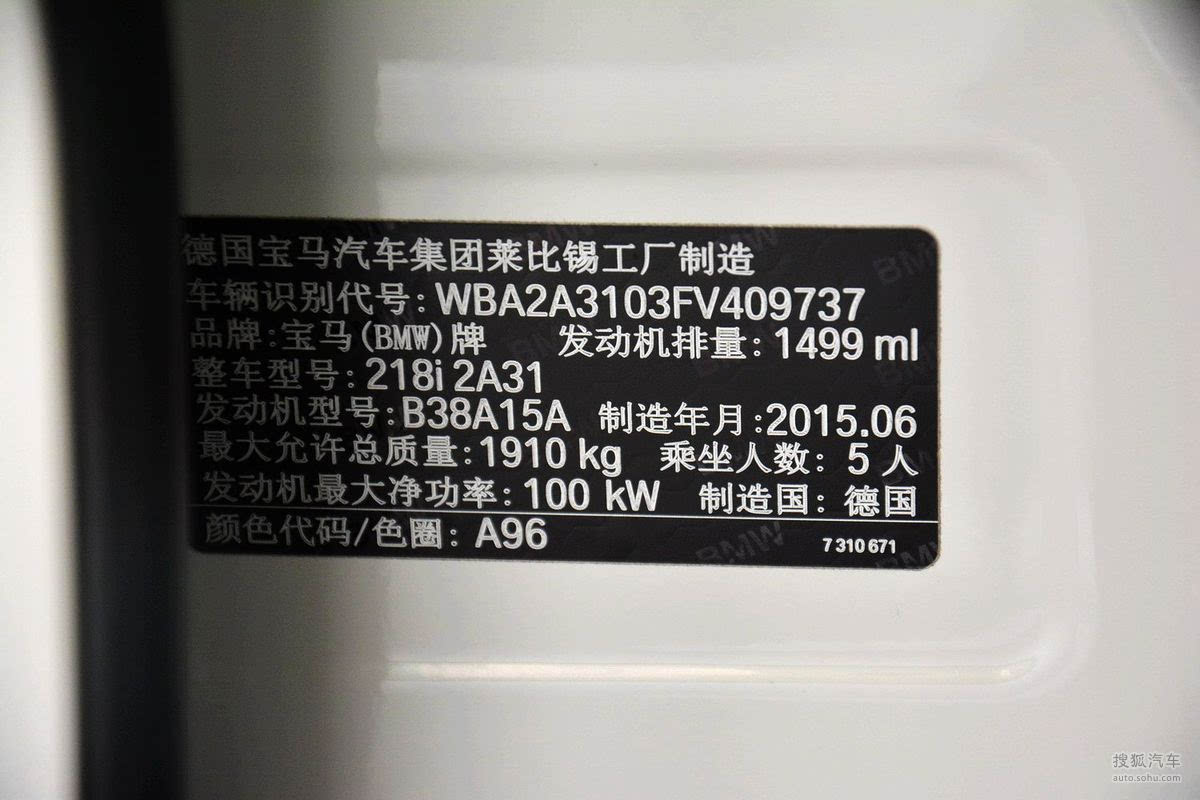 德国宝马汽车集团莱比锡工厂制造
车辆识别代号: WBA2A3103FV409737
品牌: 宝马(BMW)牌 发动机排量: 1499 ml
整车型号: 218i 2A31
发动机型号: B38A15A 制造年月: 2015.06
最大允许总质量: 1910 kg 乘坐人数: 5 人
发动机最大净功率: 100 kW 制造国: 德国
颜色代码/色圈: A96 7 310 671
搜狐汽车
auto.sohu.com